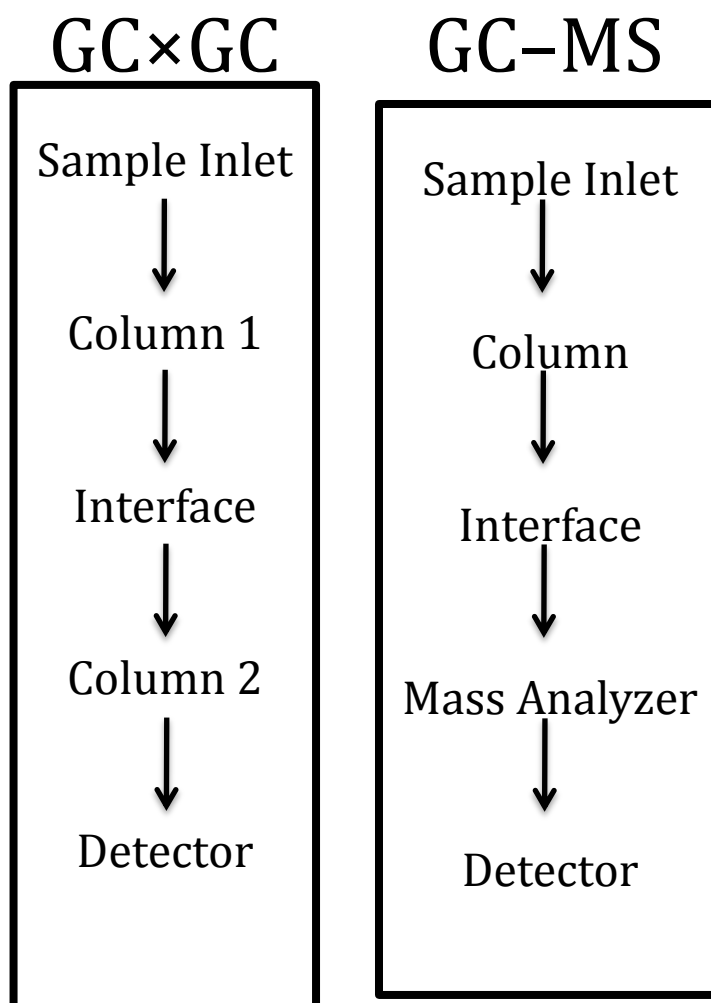 GC×GC
Sample Inlet
Column 1
Interface
Column 2
Detector
GC–MS
Sample Inlet
Column
Interface
Mass Analyzer
Detector